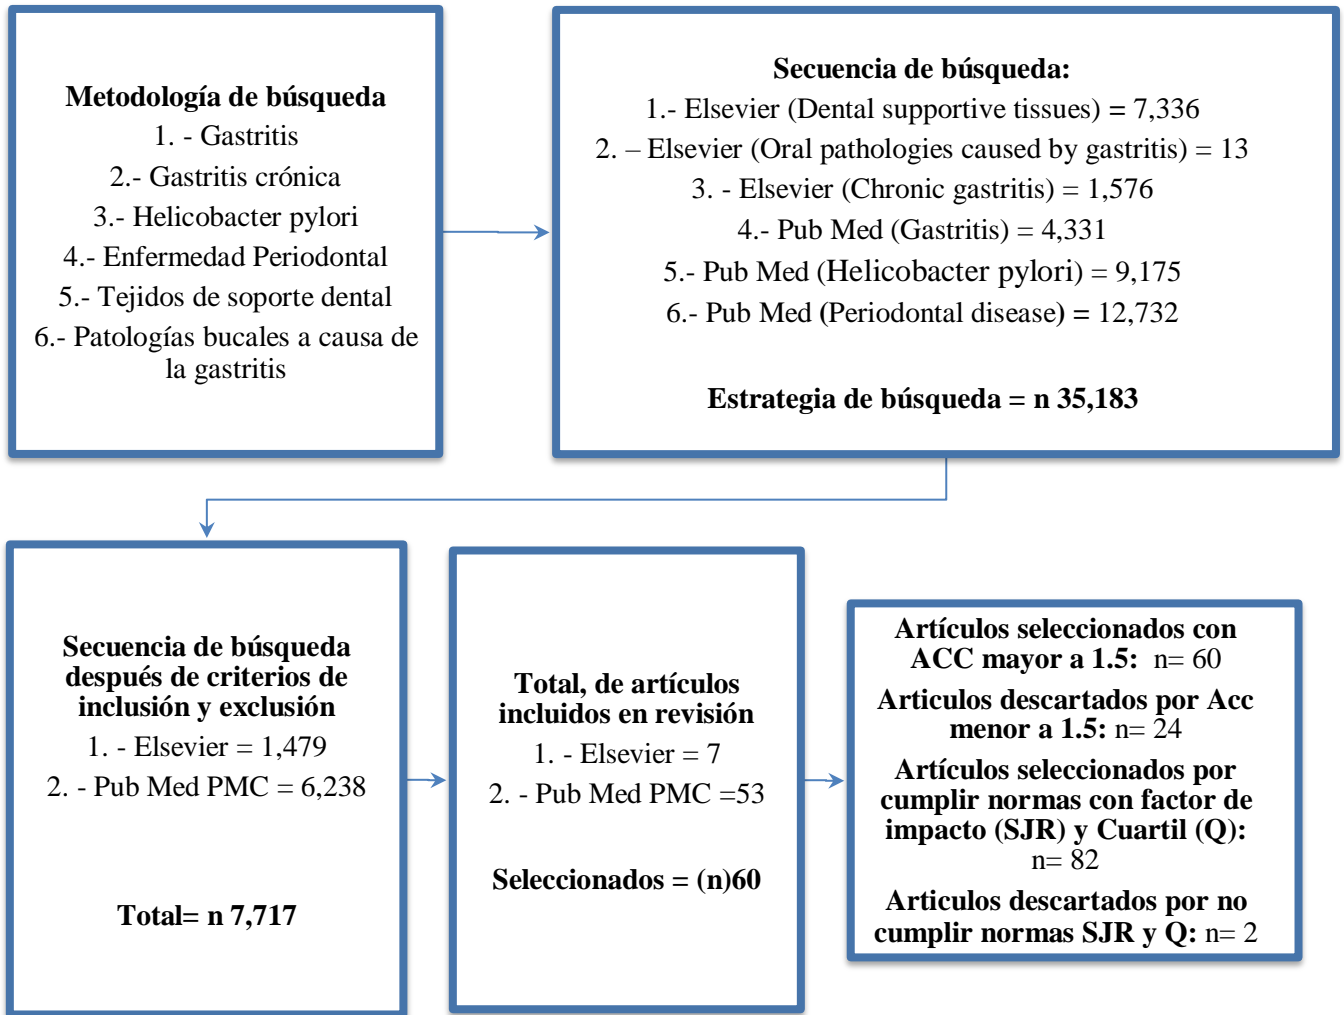 Metodología de búsqueda
1. - Gastritis
2.- Gastritis crónica
3.- Helicobacter pylori
4.- Enfermedad Periodontal
5.- Tejidos de soporte dental
6.- Patologías bucales a causa de
la gastritis
Secuencia de búsqueda:
1.- Elsevier (Dental supportive tissues) = 7,336
2. – Elsevier (Oral pathologies caused by gastritis) = 13
3. - Elsevier (Chronic gastritis) = 1,576
4.- Pub Med (Gastritis) = 4,331
5.- Pub Med (Helicobacter pylori) = 9,175
6.- Pub Med (Periodontal disease) = 12,732
Estrategia de búsqueda = n 35,183
Secuencia de búsqueda
después de criterios de
inclusión y exclusión
1. - Elsevier = 1,479
2. - Pub Med PMC = 6,238
Total= n 7,717
Total, de artículos
incluidos en revisión
1. - Elsevier = 7
2. - Pub Med PMC =53
Seleccionados = (n)60
Artículos seleccionados con
ACC mayor a 1.5: n= 60
Articulos descartados por Acc
menor a 1.5: n= 24
Artículos seleccionados por
cumplir normas con factor de
impacto (SJR) y Cuartil (Q):
n= 82
Articulos descartados por no
cumplir normas SJR y Q: n= 2